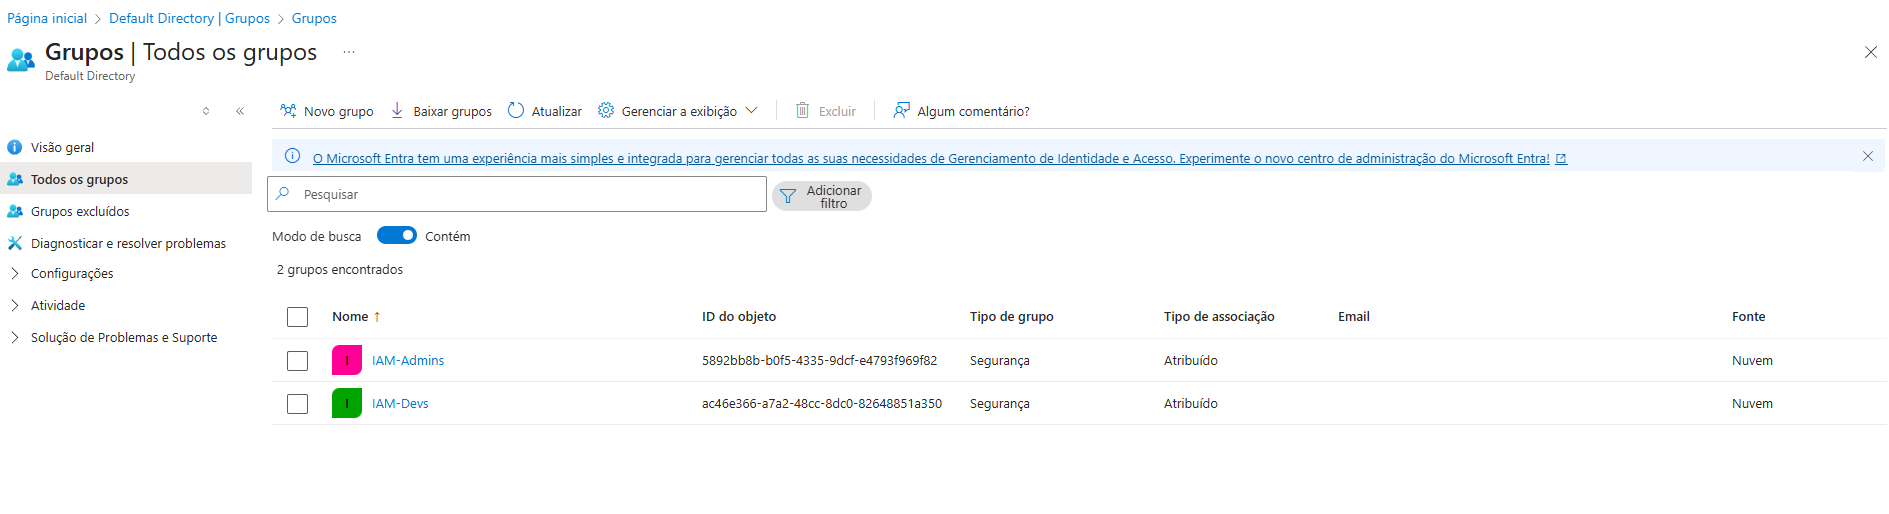 Página inicial > Default Directory | Grupos > Grupos
Grupos | Todos os grupos ...
Default Directory
Novo grupo Baixar grupos Atualizar Gerenciar a exibição Excluir Algum comentário?
Visão geral
Todos os grupos
Grupos excluídos
Diagnosticar e resolver problemas
Configurações
Atividade
Solução de Problemas e Suporte
O Microsoft Entra tem uma experiência mais simples e integrada para gerenciar todas as suas necessidades de Gerenciamento de Identidade e Acesso. Experimente o novo centro de administração do Microsoft Entra!
Pesquisar
Adicionar
filtro
Modo de busca Contém
2 grupos encontrados
Nome ↑ ID do objeto Tipo de grupo Tipo de associação Email Fonte
I IAM-Admins 5892bb8b-b0f5-4335-9dcf-e4793f969f82 Segurança Atribuído Nuvem
I IAM-Devs ac46e366-a7a2-48cc-8dc0-82648851a350 Segurança Atribuído Nuvem